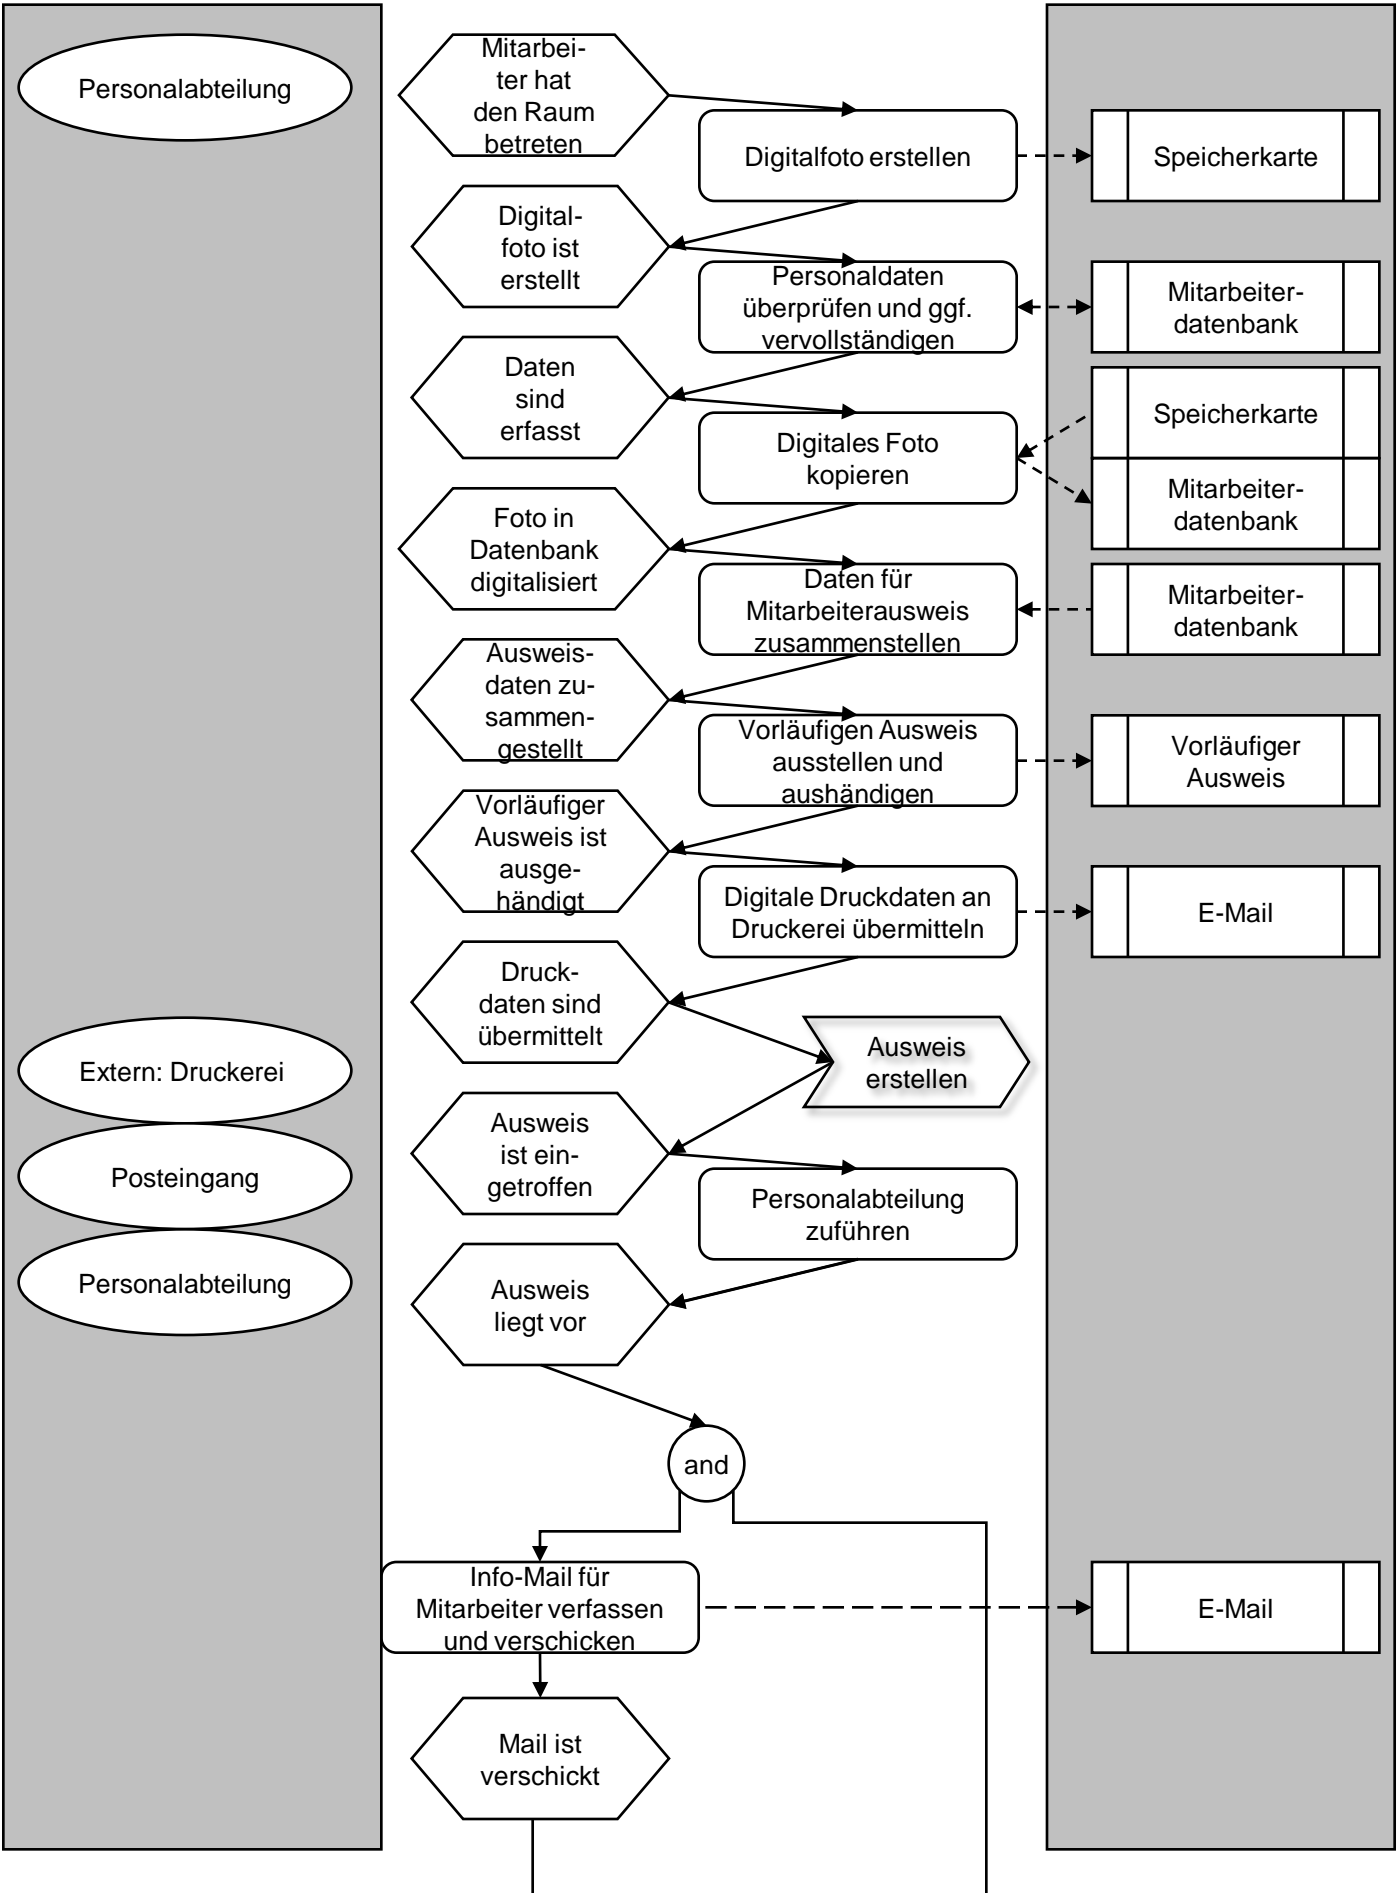 Personalabteilung
Mitarbei-
ter hat
den Raum
betreten
Digitalfoto erstellen
Speicherkarte
Digital-
foto ist
erstellt
Personaldaten
überprüfen und ggf.
vervollständigen
Mitarbeiter-
datenbank
Daten
sind
erfasst
Digitales Foto
kopieren
Speicherkarte
Mitarbeiter-
datenbank
Foto in
Datenbank
digitalisiert
Daten für
Mitarbeiterausweis
zusammenstellen
Mitarbeiter-
datenbank
Ausweis-
daten zu-
sammen-
gestellt
Vorläufigen Ausweis
ausstellen und
aushändigen
Vorläufiger
Ausweis
Vorläufiger
Ausweis ist
ausge-
händigt
Digitale Druckdaten an
Druckerei übermitteln
E-Mail
Druck-
daten sind
übermittelt
Extern: Druckerei
Ausweis
erstellen
Posteingang
Ausweis
ist ein-
getroffen
Personalabteilung
zuführen
Personalabteilung
Ausweis
liegt vor
and
Info-Mail für
Mitarbeiter verfassen
und verschicken
E-Mail
Mail ist
verschickt